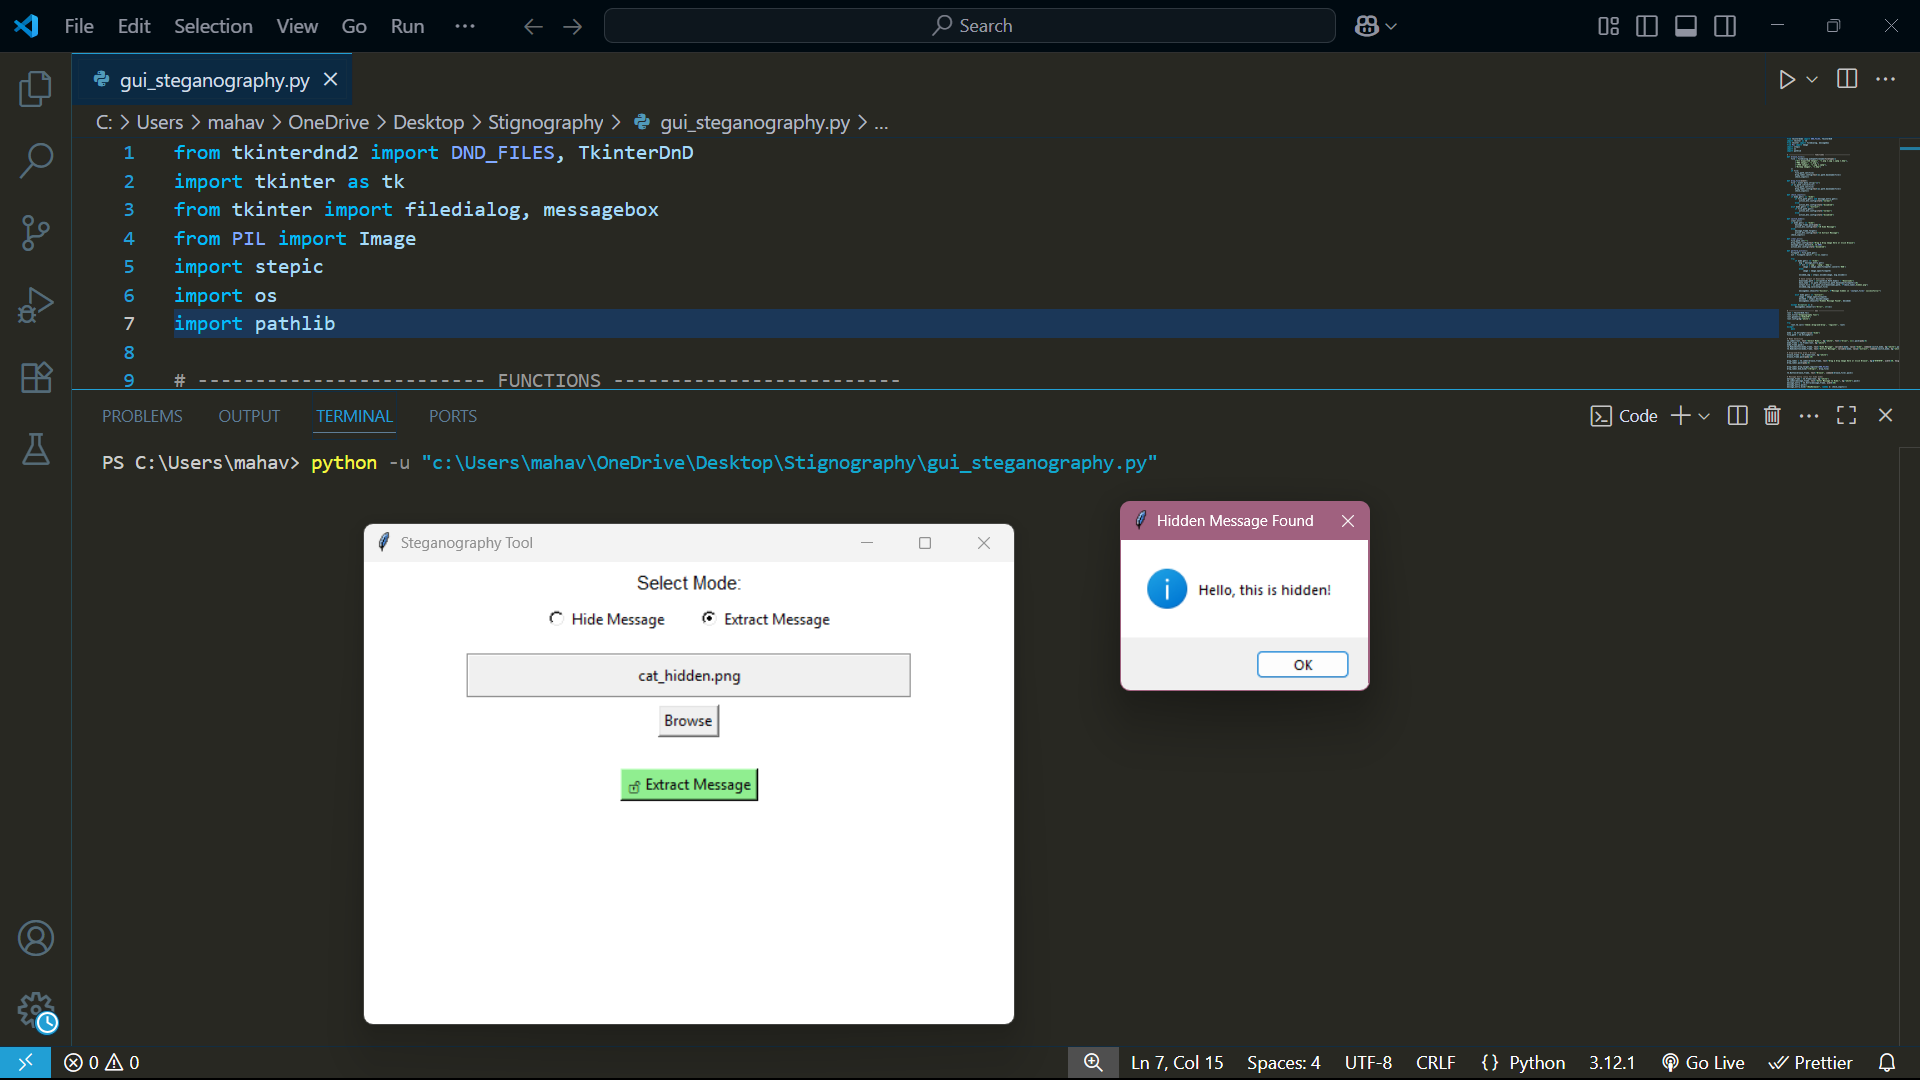 File Edit Selection View Go Run ... Search
gui_steganography.py
C: > Users > mahav > OneDrive > Desktop > Stignography > gui_steganography.py > ...
1 from tkinterdnd2 import DND_FILES, TkinterDnD
2 import tkinter as tk
3 from tkinter import filedialog, messagebox
4 from PIL import Image
5 import stepic
6 import os
7 import pathlib
8
9 # ------------------------- FUNCTIONS -------------------------
PROBLEMS OUTPUT TERMINAL PORTS Code
PS C:\Users\mahav> python -u "c:\Users\mahav\OneDrive\Desktop\Stignography\gui_steganography.py"
Steganography Tool
Select Mode:
Hide Message Extract Message
cat_hidden.png
Browse
Extract Message
Hidden Message Found
Hello, this is hidden!
OK
0 0 Ln 7, Col 15 Spaces: 4 UTF-8 CRLF {} Python 3.12.1 Go Live Prettier